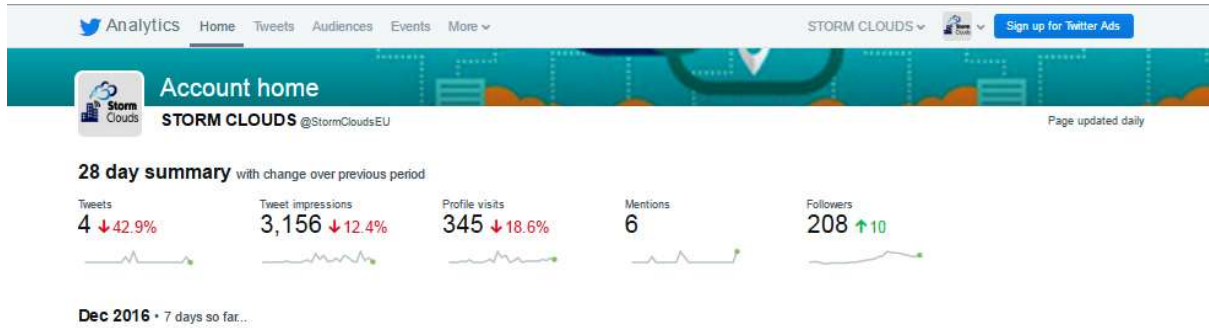 Analytics Home Tweets Audiences Events More STORM CLOUDS Sign up for Twitter Ads
Account home
Storm
Clouds
STORM CLOUDS @StormCloudsEU Page updated daily
28 day summary with change over previous period
Tweets Tweet impressions Profile visits Mentions Followers
4 ↓42.9% 3,156 ↓12.4% 345 ↓18.6% 6 208 ↑10
Dec 2016 • 7 days so far...